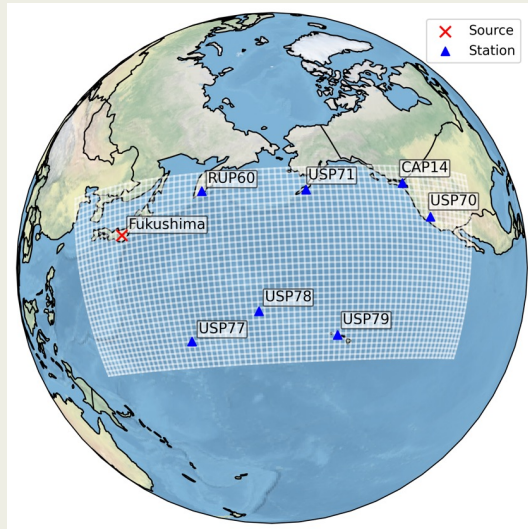 Source
Station
CAP14
RUP60
USP71
USP70
Fukushima
USP78
USP77
USP79